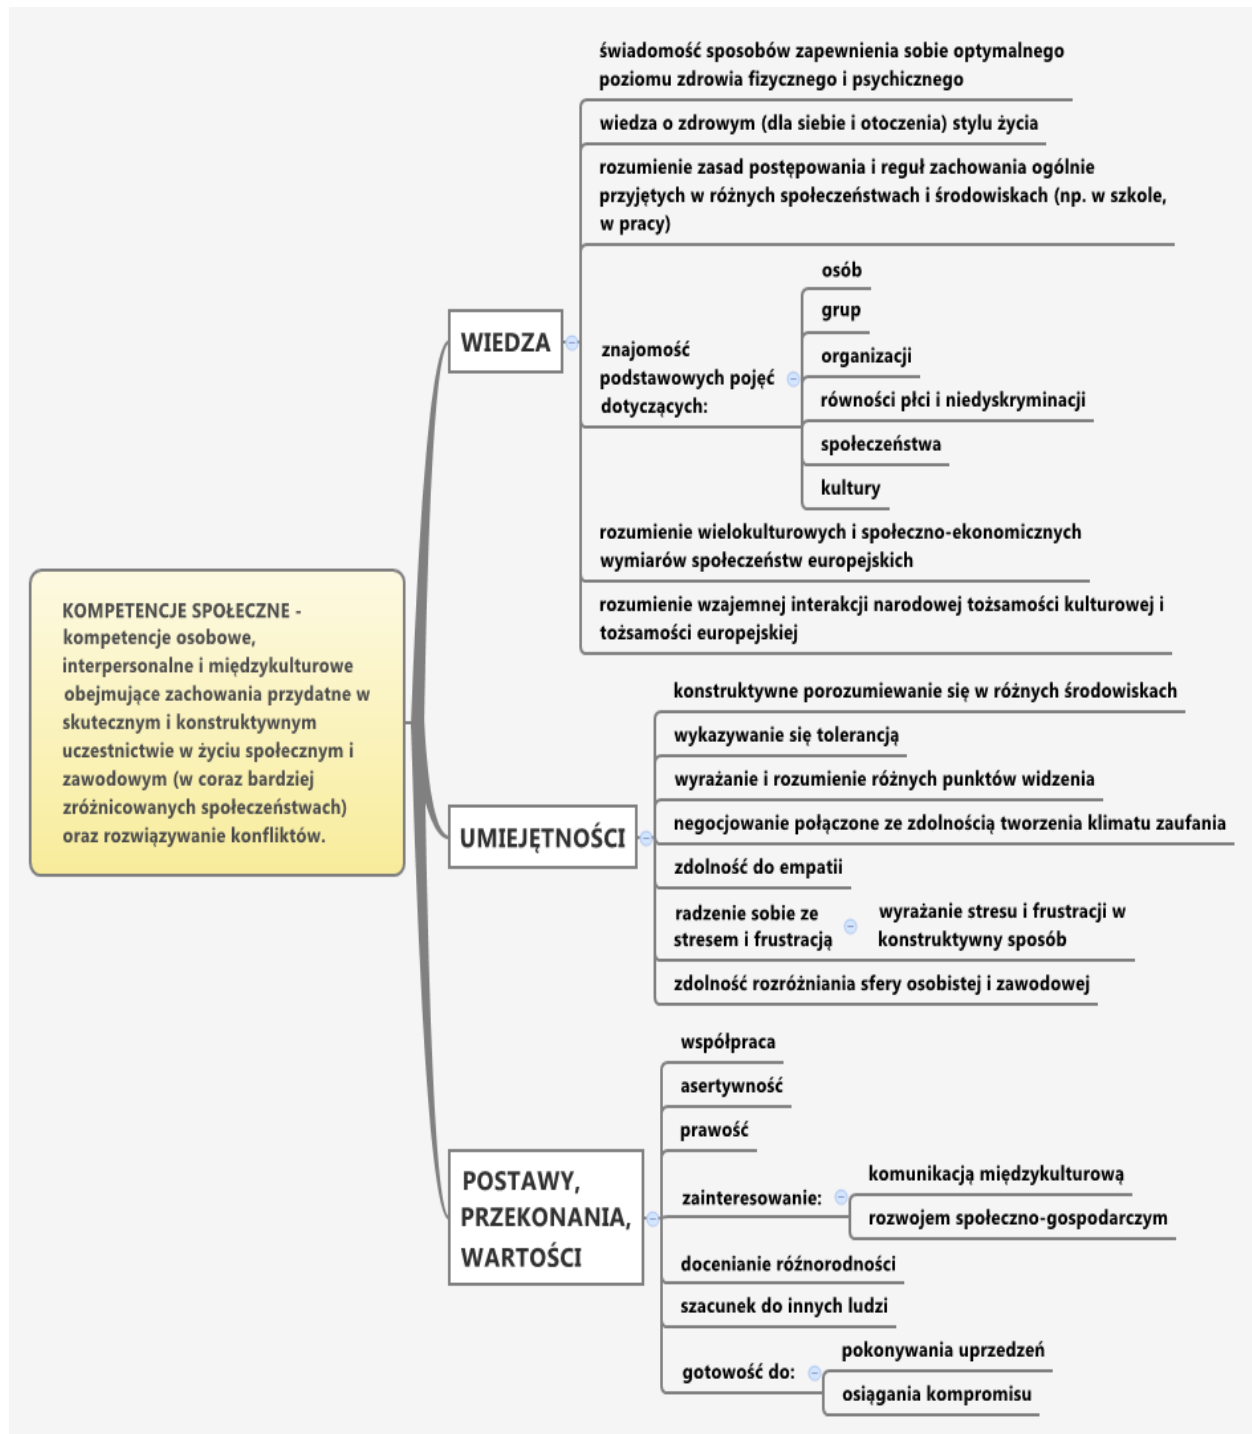 KOMPETENCJE SPOŁECZNE -
kompetencje osobowe,
interpersonalne i międzykulturowe
obejmujące zachowania przydatne w
skutecznym i konstruktywnym
uczestnictwie w życiu społecznym i
zawodowym (w coraz bardziej
zróżnicowanych społeczeństwach)
oraz rozwiązywanie konfliktów.
WIEDZA
świadomość sposobów zapewnienia sobie optymalnego
poziomu zdrowia fizycznego i psychicznego
wiedza o zdrowym (dla siebie i otoczenia) stylu życia
rozumienie zasad postępowania i reguł zachowania ogólnie
przyjętych w różnych społeczeństwach i środowiskach (np. w szkole,
w pracy)
znajomość
podstawowych pojęć
dotyczących:
osób
grup
organizacji
równości płci i niedyskryminacji
społeczeństwa
kultury
rozumienie wielokulturowych i społeczno-ekonomicznych
wymiarów społeczeństw europejskich
rozumienie wzajemnej interakcji narodowej tożsamości kulturowej i
tożsamości europejskiej
UMIEJĘTNOŚCI
konstruktywne porozumiewanie się w różnych środowiskach
wykazywanie się tolerancją
wyrażanie i rozumienie różnych punktów widzenia
negocjowanie połączone ze zdolnością tworzenia klimatu zaufania
zdolność do empatii
radzenie sobie ze
stresem i frustracją
wyrażanie stresu i frustracji w
konstruktywny sposób
zdolność rozróżniania sfery osobistej i zawodowej
POSTAWY,
PRZEKONANIA,
WARTOŚCI
współpraca
asertywność
prawość
zainteresowanie:
komunikacją międzykulturową
rozwojem społeczno-gospodarczym
docenianie różnorodności
szacunek do innych ludzi
gotowość do:
pokonywania uprzedzeń
osiągania kompromisu